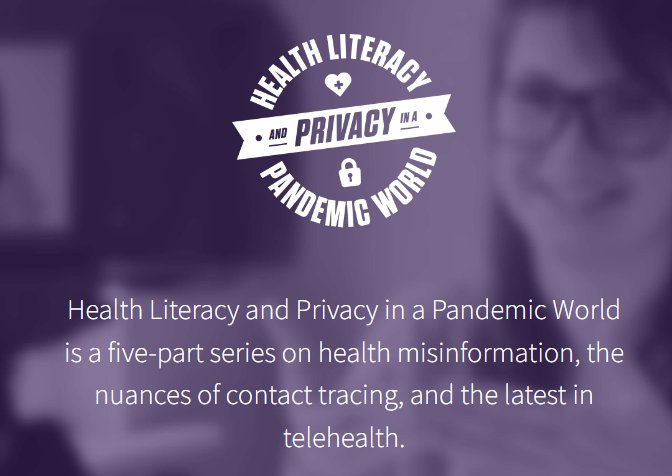 HEALTH LITERACY
AND PRIVACY IN A
PANDEMIC WORLD
Health Literacy and Privacy in a Pandemic World
is a five-part series on health misinformation, the
nuances of contact tracing, and the latest in
telehealth.